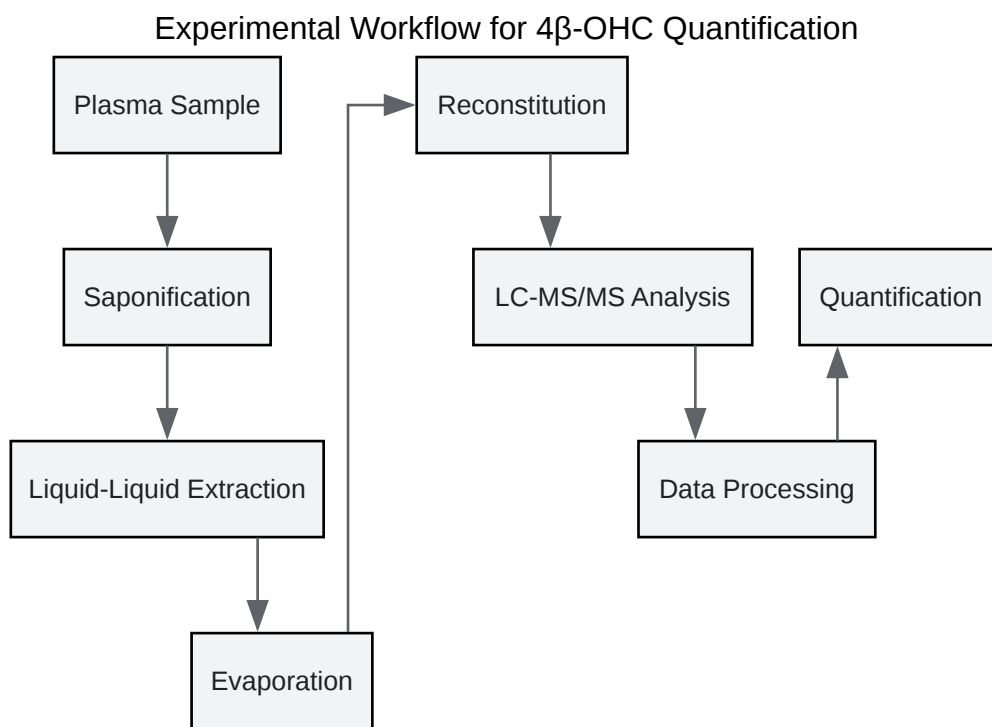 Experimental Workflow for 4β-OHC Quantification
Plasma Sample
Saponification
Liquid-Liquid Extraction
Evaporation
Reconstitution
LC-MS/MS Analysis
Data Processing
Quantification